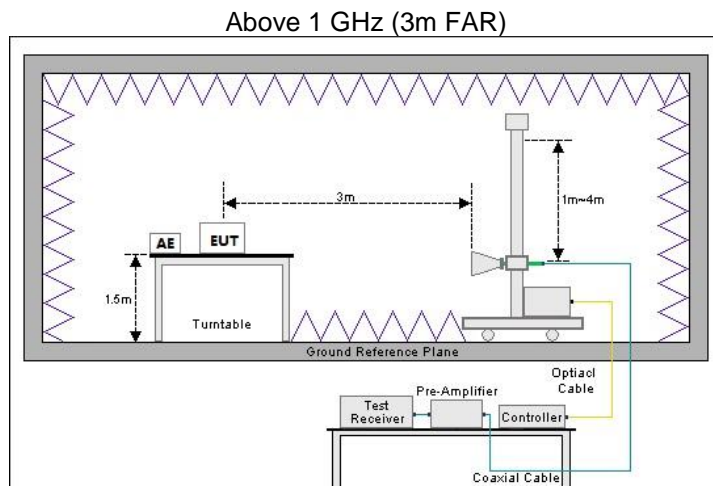 Above 1 GHz (3m FAR)
3m
1m~4m
AE
EUT
1.5m
Turntable
Ground Reference Plane
Optiacl
Cable
Pre-Amplifier
Test
Receiver
Controller
Coaxial Cable